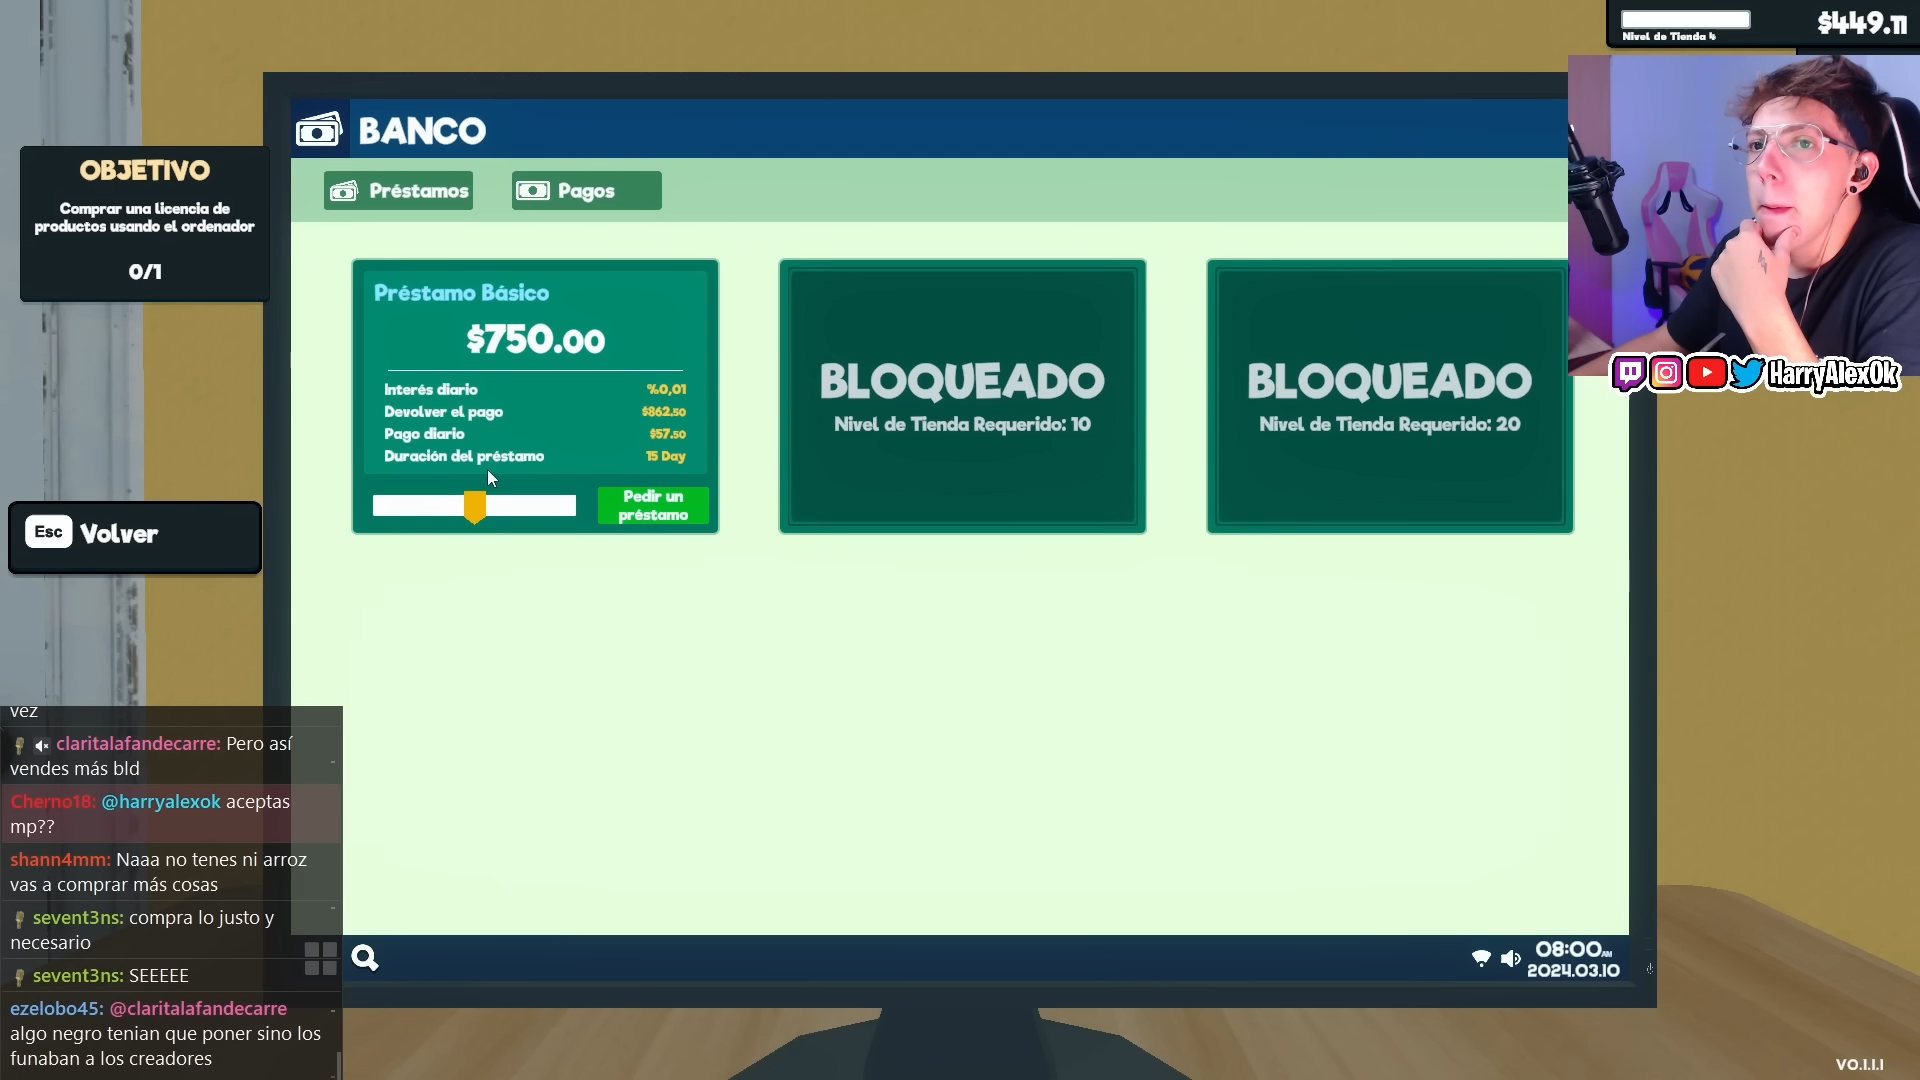 $449.11
Nivel de Tienda 4
BANCO
Préstamos
Pagos
OBJETIVO
Comprar una licencia de
productos usando el ordenador
0/1
Préstamo Básico
$750.00
Interés diario %0,01
Devolver el pago $862.50
Pago diario $57.50
Duración del préstamo 15 Day
Pedir un
préstamo
BLOQUEADO
Nivel de Tienda Requerido: 10
BLOQUEADO
Nivel de Tienda Requerido: 20
HarryAlexOk
Esc Volver
vez
claritalafandecarre: Pero así
vendes más bld
Cherno18: @harryalexok aceptas
mp??
shann4mm: Naaa no tenes ni arroz
vas a comprar más cosas
sevent3ns: compra lo justo y
necesario
sevent3ns: SEEEEE
ezelobo45: @claritalafandecarre
algo negro tenian que poner sino los
funaban a los creadores
08:00AM
2024.03.10
V0.1.1.1